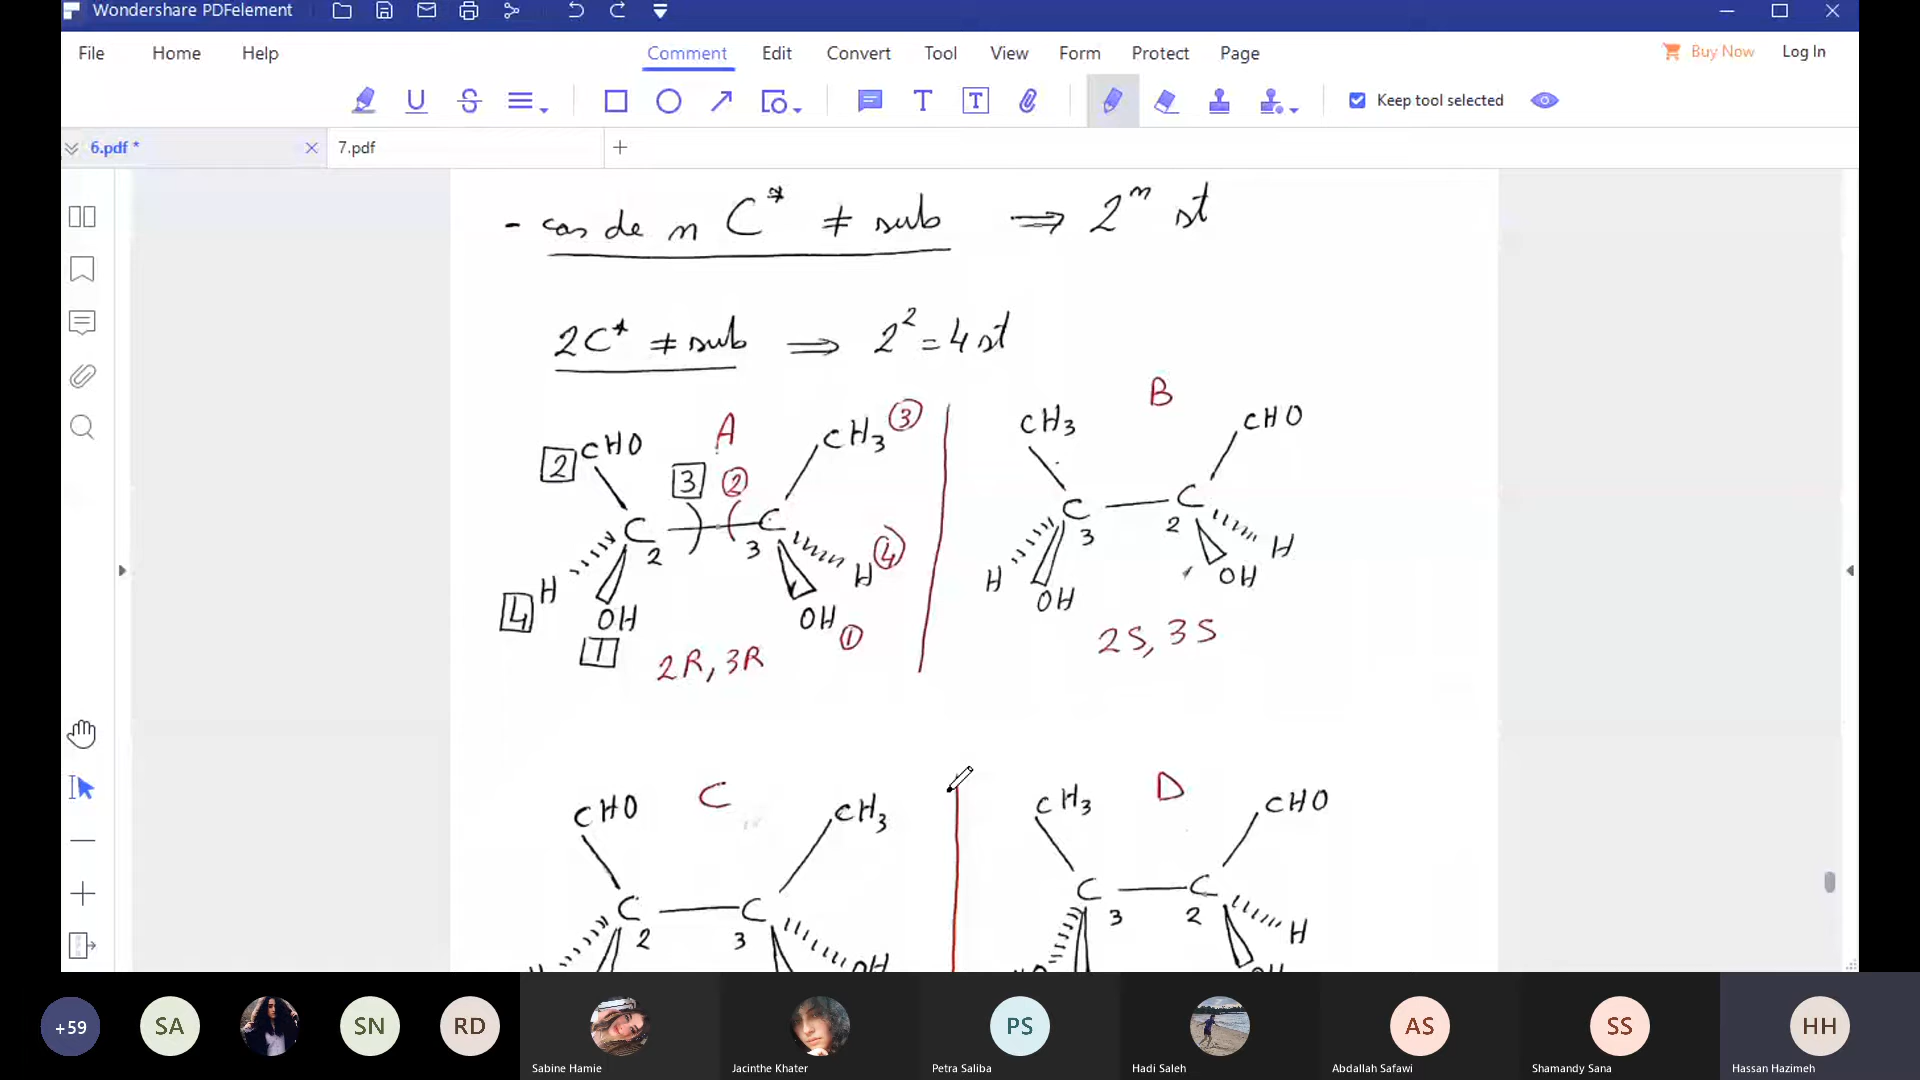 Wondershare PDFelement
File Home Help Comment Edit Convert Tool View Form Protect Page Buy Now Log In
Keep tool selected
6.pdf * 7.pdf
- cas de n C* ≠ sub ⟹ 2ⁿ st
2C* ≠ sub ⟹ 2² = 4 st
A
CHO 2
CH3 ③
3 ②
C 2
C 3
H 4
OH 1
H ④
OH ①
2R, 3R
B
CH3
CHO
C 3
C 2
H
OH
H
OH
2S, 3S
C
CHO
CH3
C 2
C 3
H
OH
D
CH3
CHO
C 3
C 2
H
OH
+59 SA SN RD PS AS SS HH
Sabine Hamie Jacinthe Khater Petra Saliba Hadi Saleh Abdallah Safawi Shamandy Sana Hassan Hazimeh